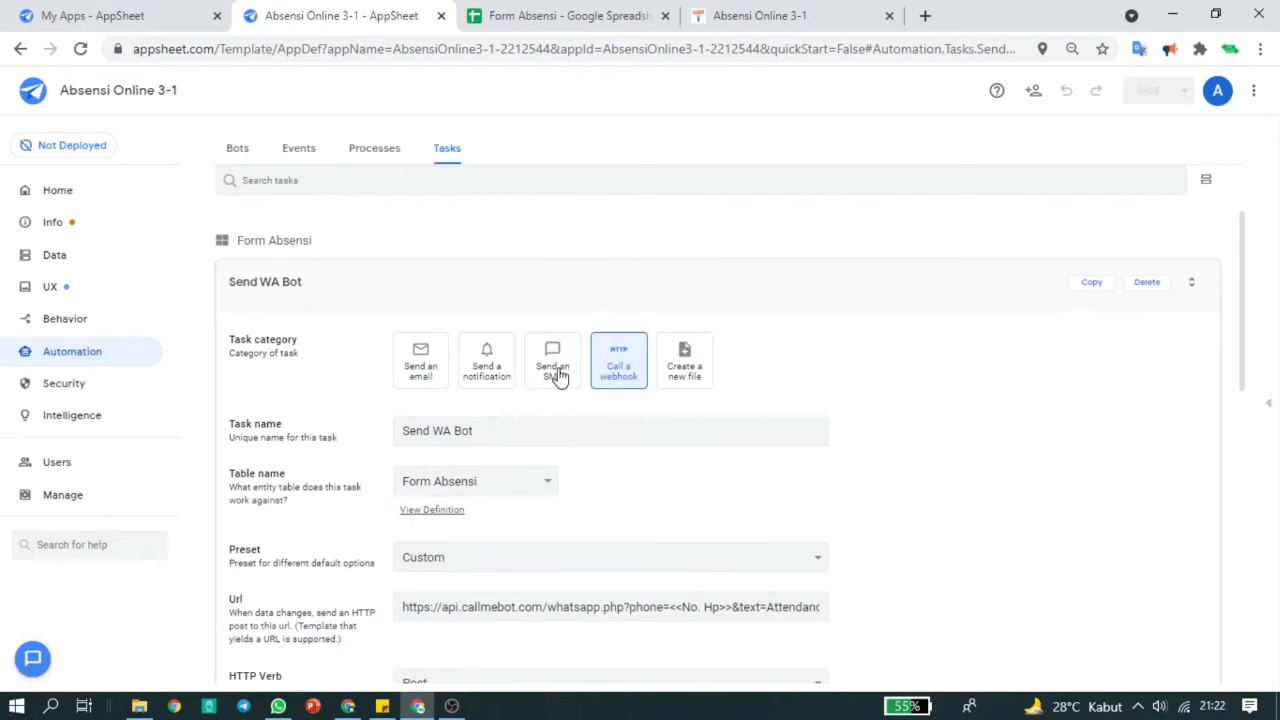 My Apps - AppSheet
Absensi Online 3-1 - AppSheet
Form Absensi - Google Spreadsh
Absensi Online 3-1
appsheet.com/Template/AppDef?appName=AbsensiOnline3-1-2212544&appId=AbsensiOnline3-1-2212544&quickStart=False#Automation.Tasks.Send...
Absensi Online 3-1
SAVE
A
Not Deployed
Home
Info
Data
UX
Behavior
Automation
Security
Intelligence
Users
Manage
Search for help
Bots
Events
Processes
Tasks
Search tasks
Form Absensi
Send WA Bot
Copy
Delete
Task category
Category of task
Send an
email
Send a
notification
Send an
HTTP
Call a
webhook
Create a
new file
Task name
Unique name for this task
Send WA Bot
Table name
What entity table does this task
work against?
Form Absensi
View Definition
Preset
Preset for different default options
Custom
Url
When data changes, send an HTTP
post to this url. (Template that
yields a URL is supported.)
https://api.callmebot.com/whatsapp.php?phone=<<No. Hp>>&text=Attendanc
HTTP Verb
Post
55%
28°C Kabut
21:22